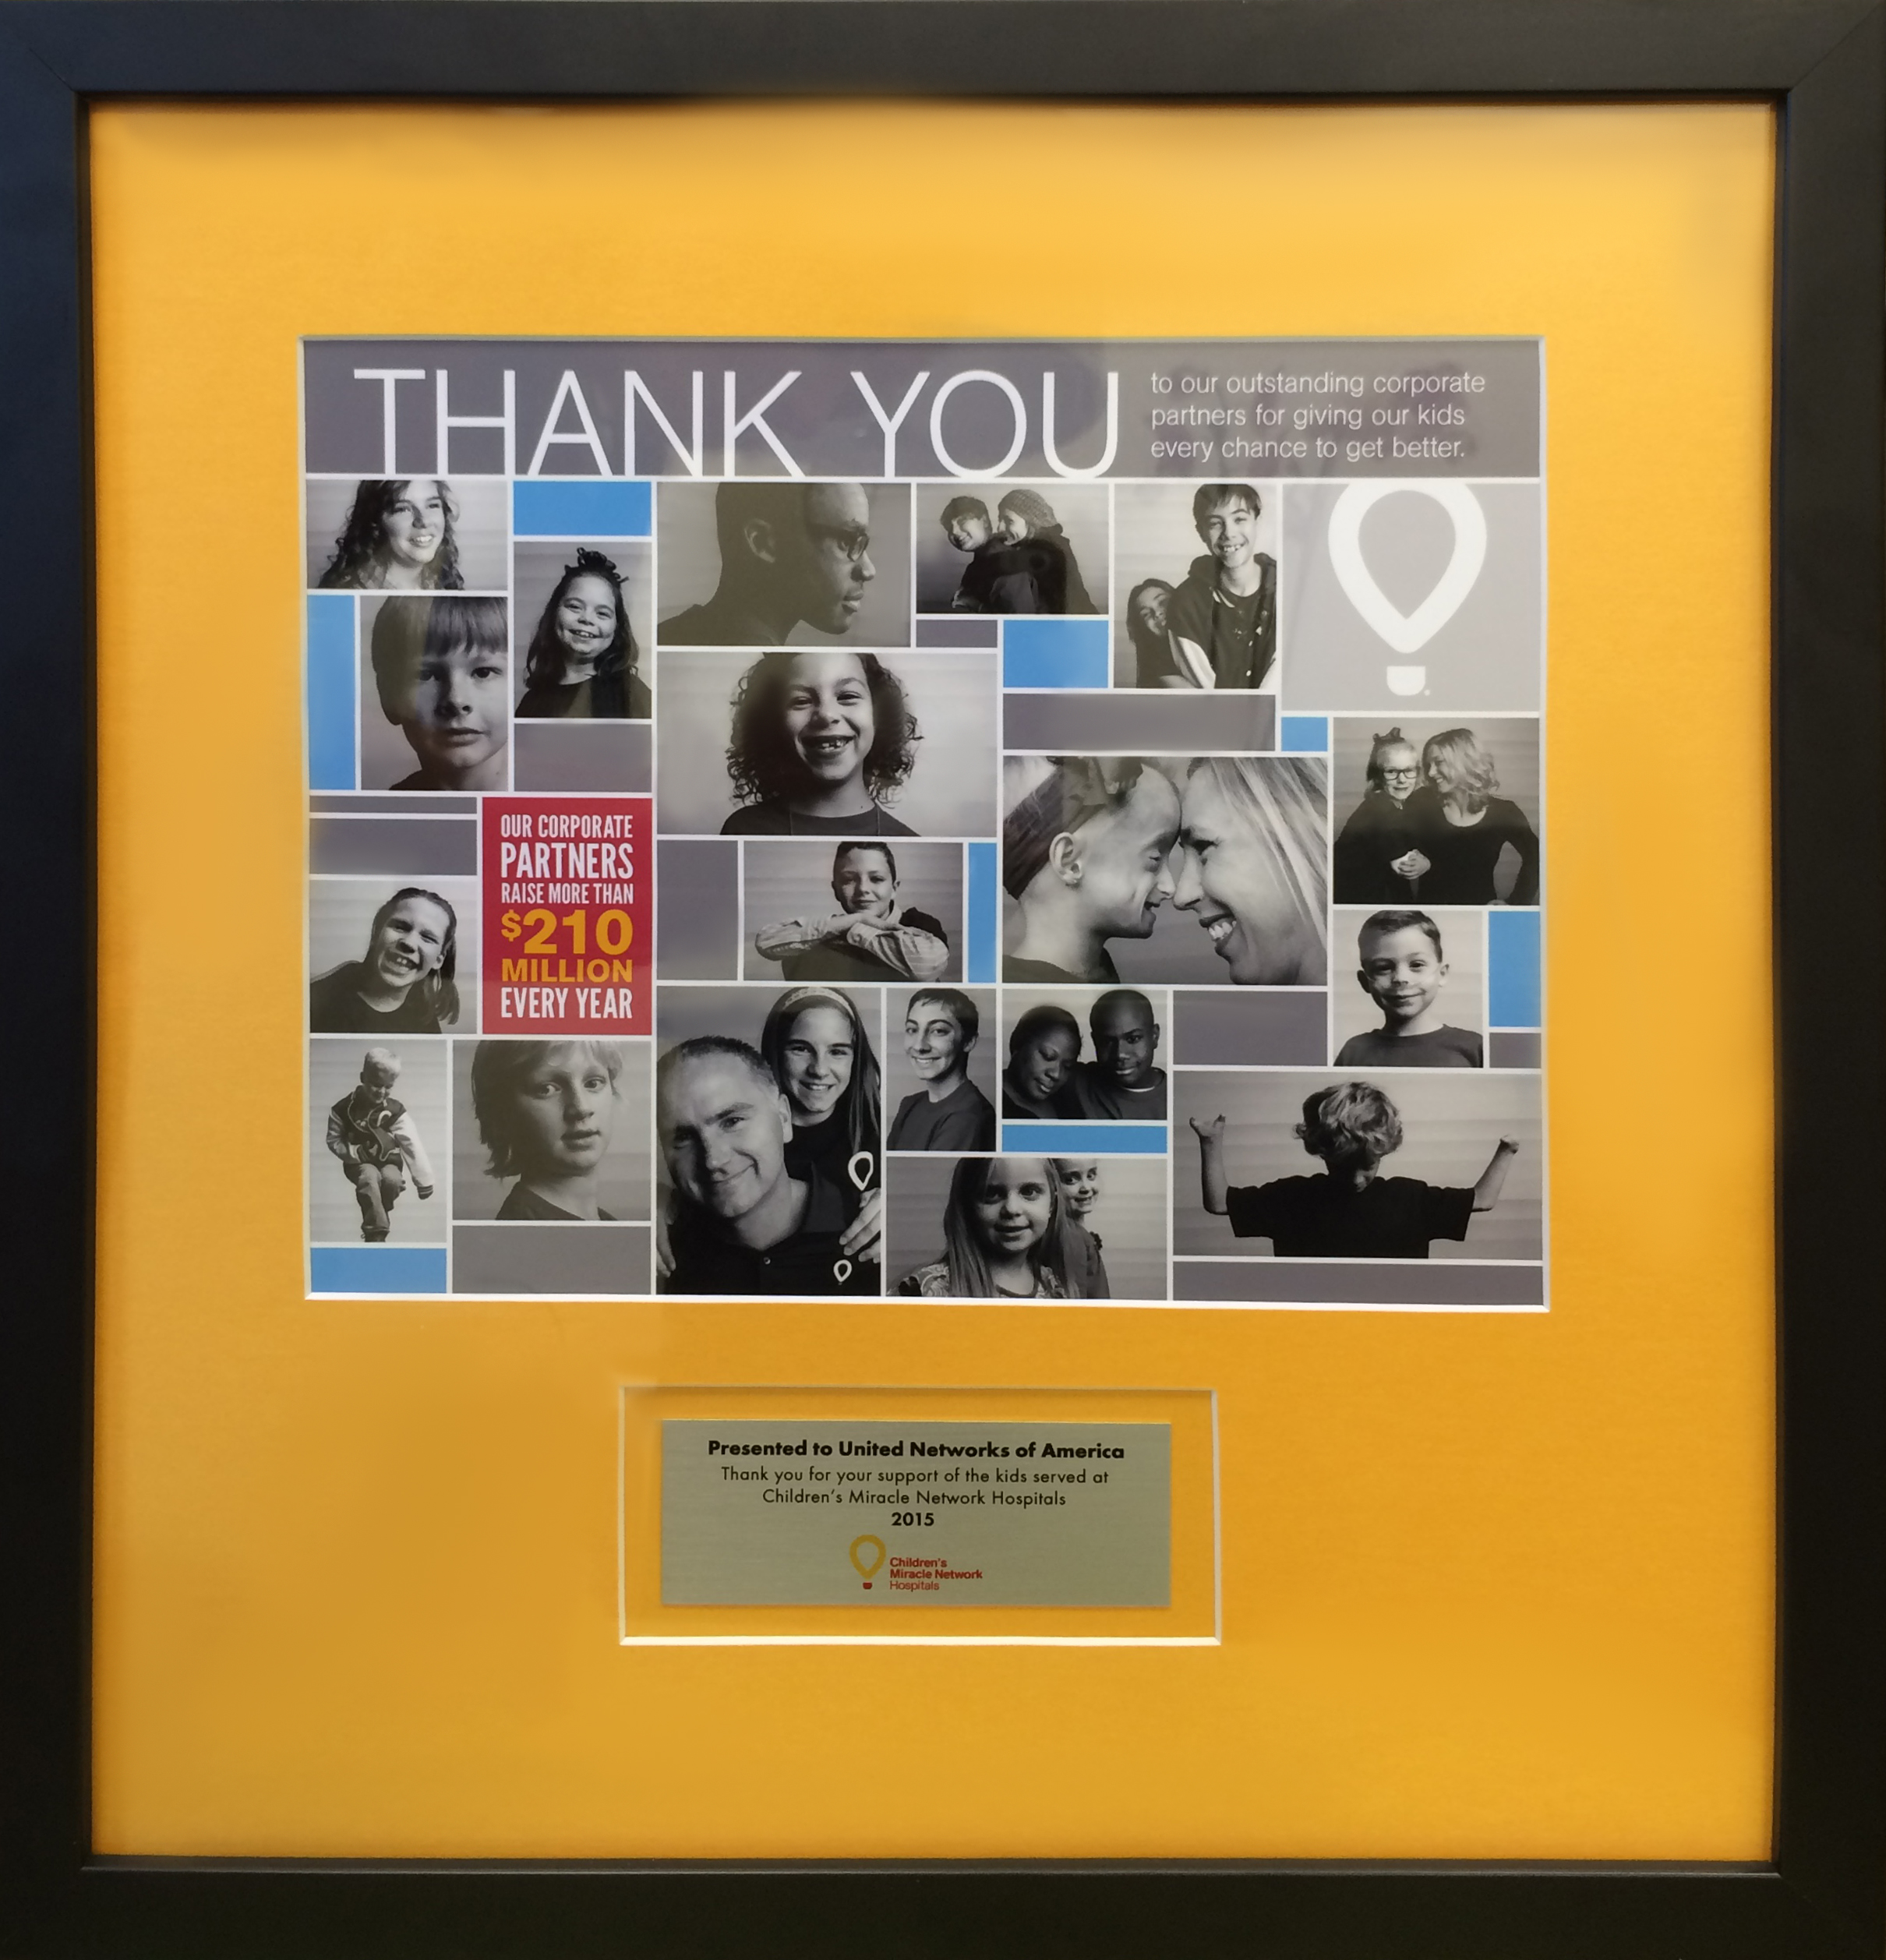 THANK YOU
to our outstanding corporate
partners for giving our kids
every chance to get better.
OUR CORPORATE
PARTNERS
RAISE MORE THAN
$210
MILLION
EVERY YEAR
Presented to United Networks of America
Thank you for your support of the kids served at
Children's Miracle Network Hospitals
2015
Children's
Miracle Network
Hospitals